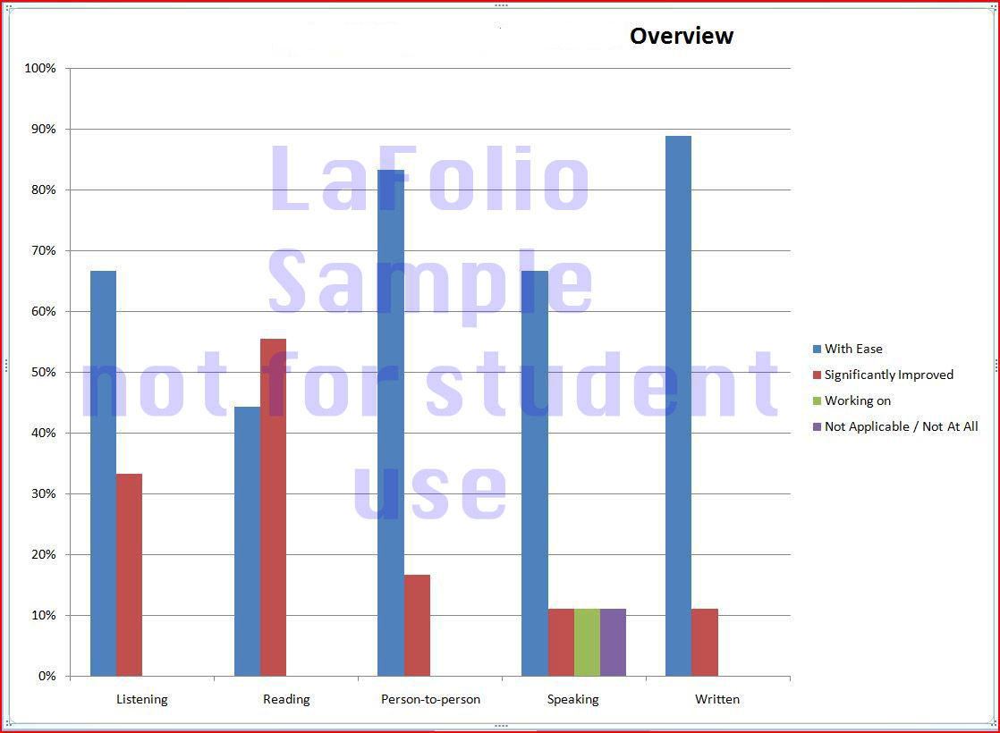 Overview
100%
90%
80%
70%
60%
50%
40%
30%
20%
10%
0%
Listening
Reading
Person-to-person
Speaking
Written
With Ease
Significantly Improved
Working on
Not Applicable / Not At All
LaFolio
Sample
not for student
use